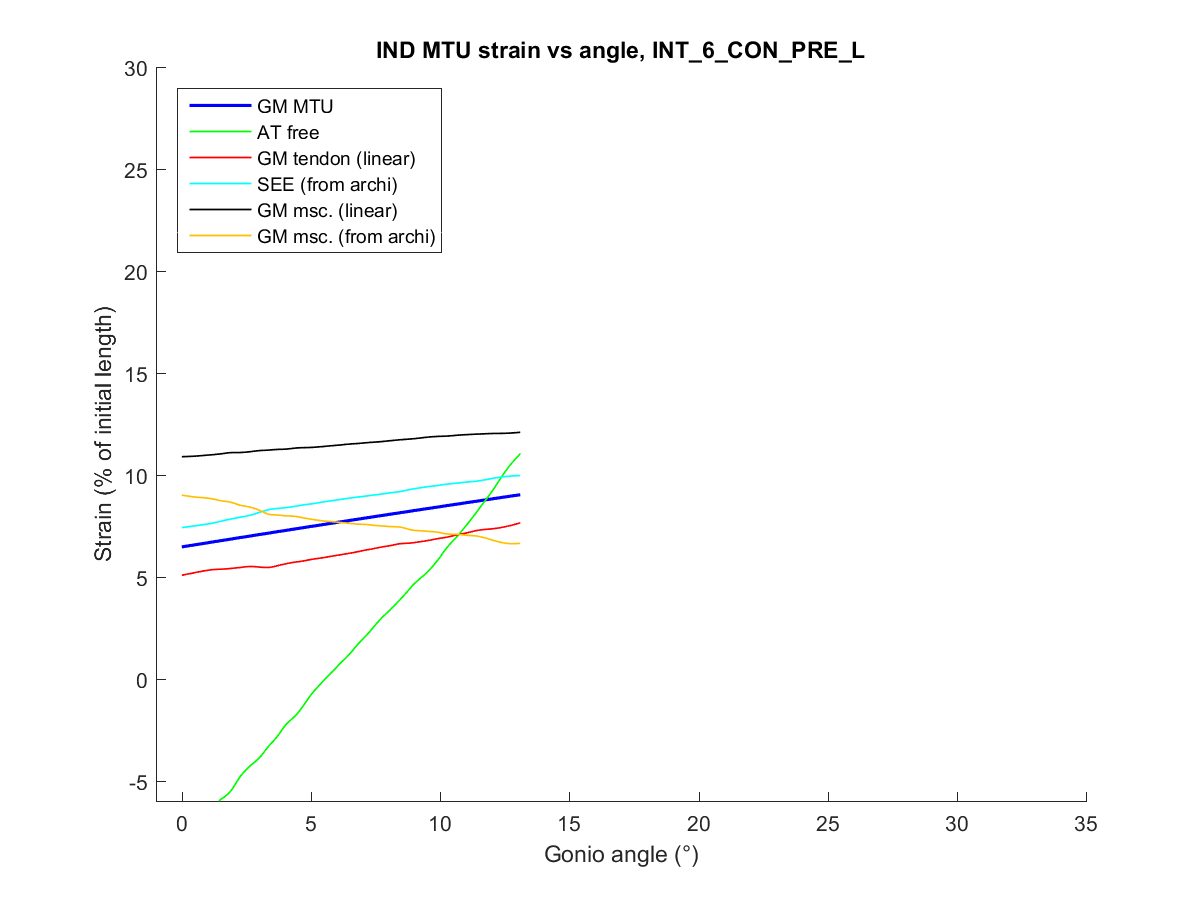 IND MTU strain vs angle, INT_6_CON_PRE_L
30
25
20
15
10
5
0
-5
Strain (% of initial length)
GM MTU
AT free
GM tendon (linear)
SEE (from archi)
GM msc. (linear)
GM msc. (from archi)
0 5 10 15 20 25 30 35
Gonio angle (°)